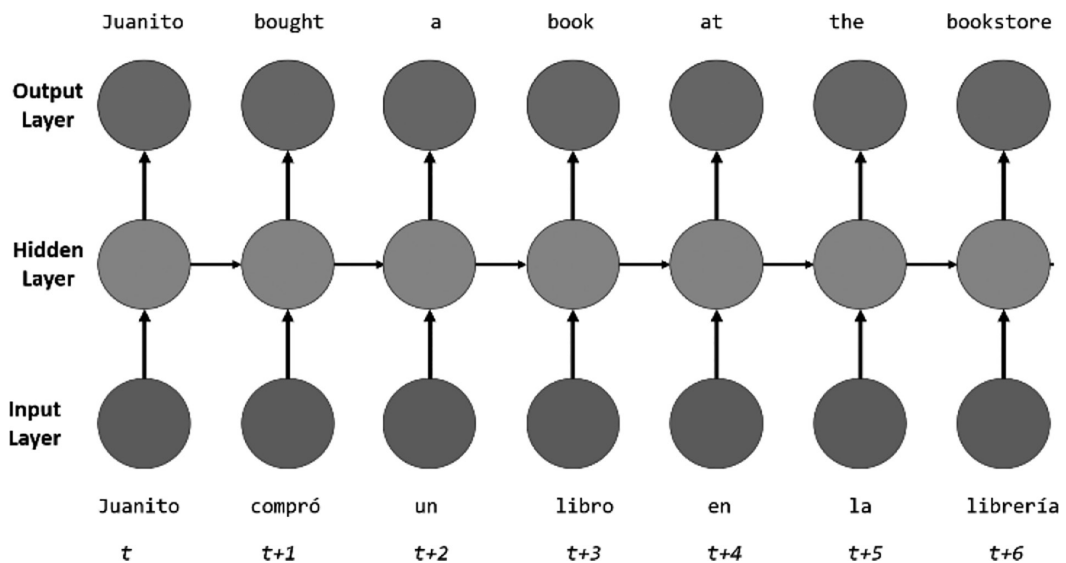 Juanito bought a book at the bookstore
Output
Layer
Hidden
Layer
Input
Layer
Juanito compró un libro en la librería
t t+1 t+2 t+3 t+4 t+5 t+6